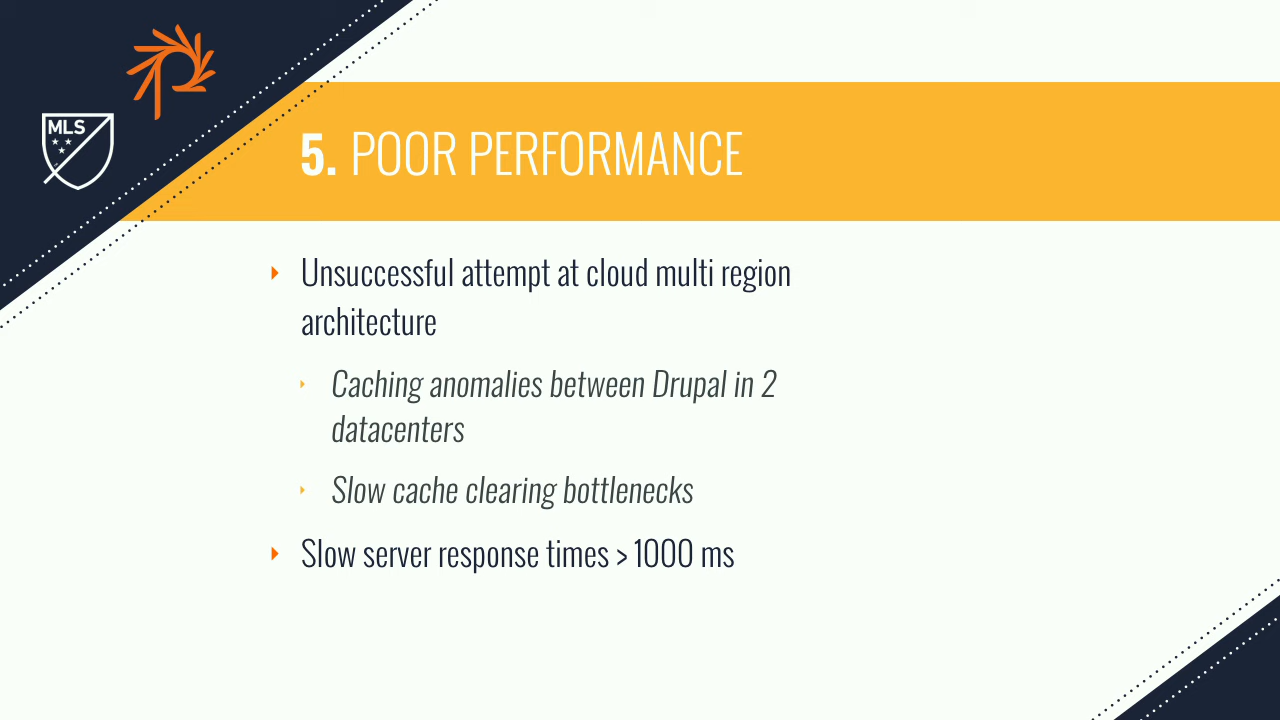 MLS
5. POOR PERFORMANCE
Unsuccessful attempt at cloud multi region
architecture
Caching anomalies between Drupal in 2
datacenters
Slow cache clearing bottlenecks
Slow server response times > 1000 ms